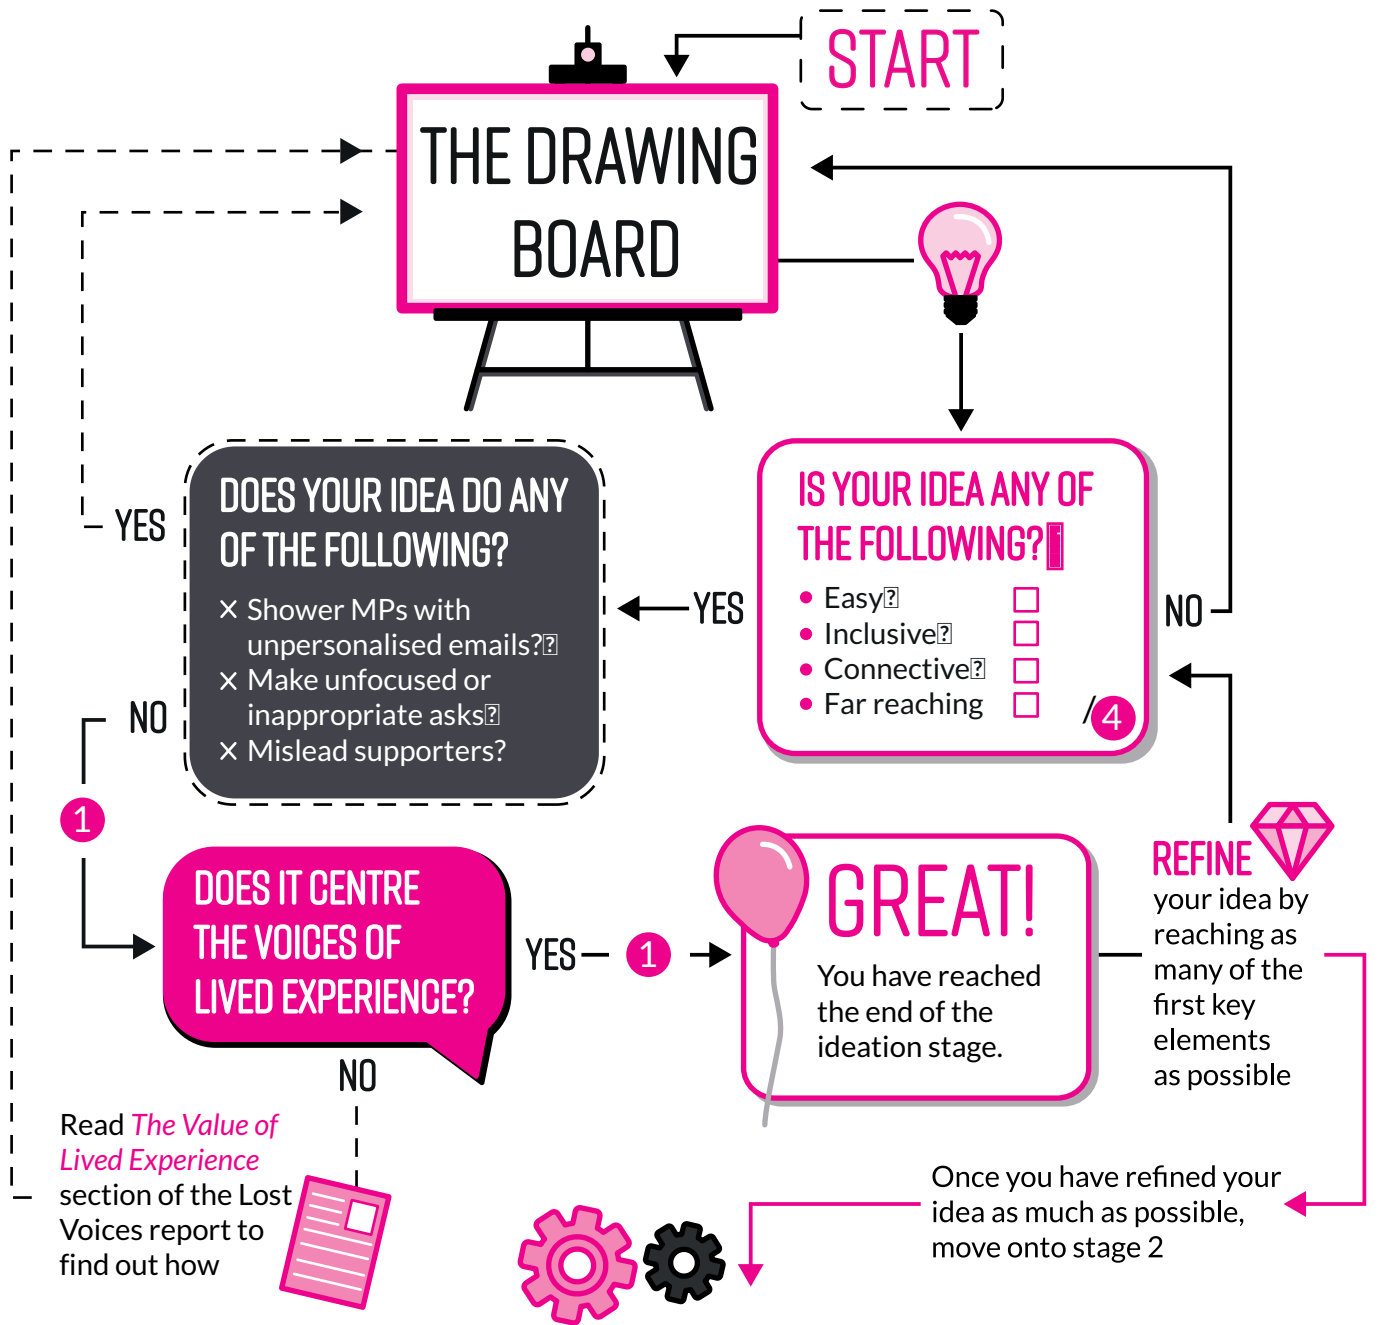 START
THE DRAWING
BOARD
IS YOUR IDEA ANY OF
THE FOLLOWING?
• Easy
• Inclusive
• Connective
• Far reaching
/4
NO
YES
DOES YOUR IDEA DO ANY
OF THE FOLLOWING?
× Shower MPs with
unpersonalised emails?
× Make unfocused or
inappropriate asks
× Mislead supporters?
YES
NO
1
DOES IT CENTRE
THE VOICES OF
LIVED EXPERIENCE?
YES
1
NO
Read The Value of
Lived Experience
section of the Lost
Voices report to
find out how
GREAT!
You have reached
the end of the
ideation stage.
REFINE
your idea by
reaching as
many of the
first key
elements
as possible
Once you have refined your
idea as much as possible,
move onto stage 2